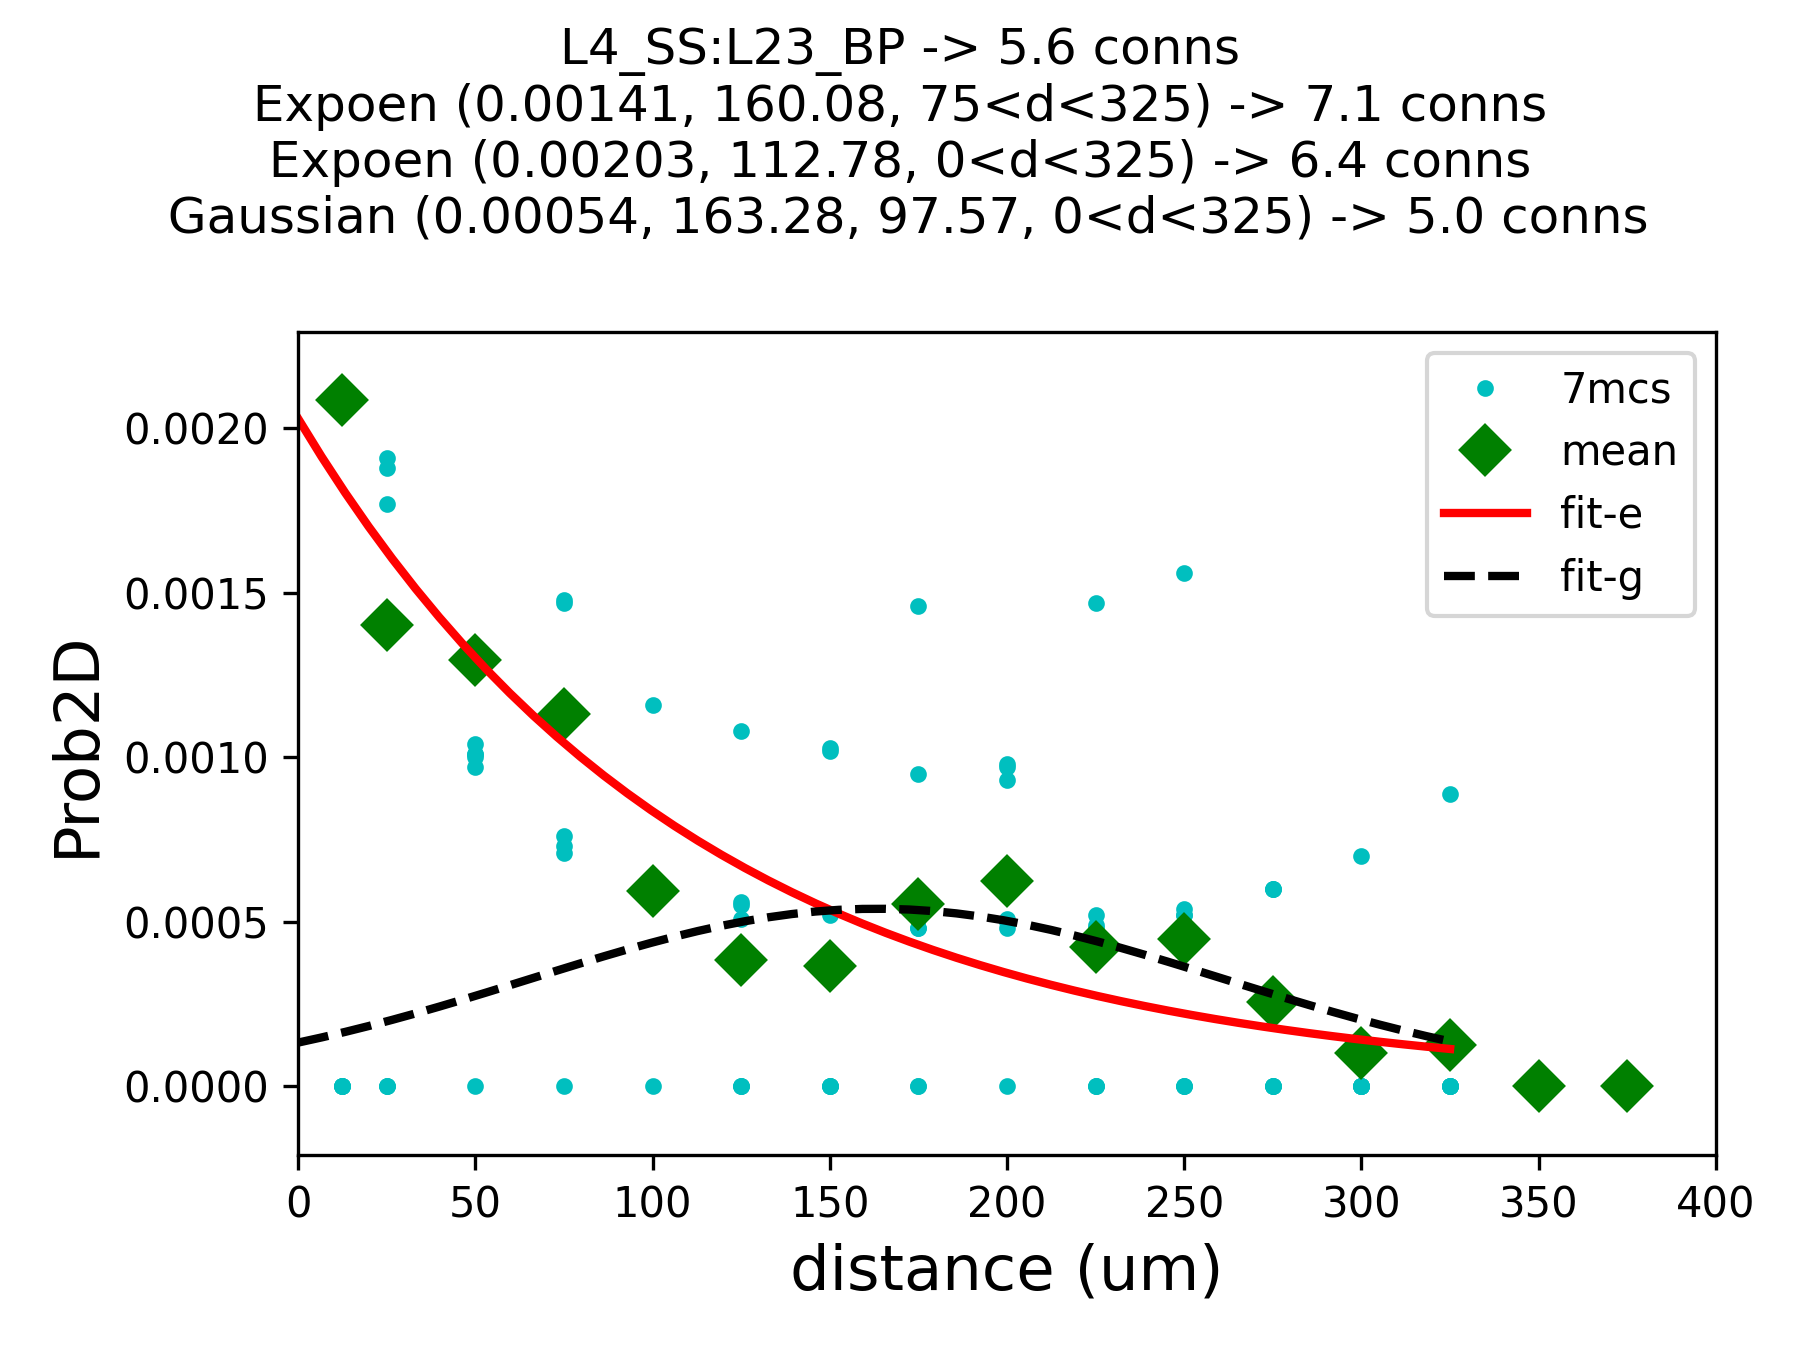 L4_SS:L23_BP -> 5.6 conns
Expoen (0.00141, 160.08, 75<d<325) -> 7.1 conns
Expoen (0.00203, 112.78, 0<d<325) -> 6.4 conns
Gaussian (0.00054, 163.28, 97.57, 0<d<325) -> 5.0 conns
7mcs
mean
fit-e
fit-g
Prob2D
0.0020
0.0015
0.0010
0.0005
0.0000
0 50 100 150 200 250 300 350 400
distance (um)